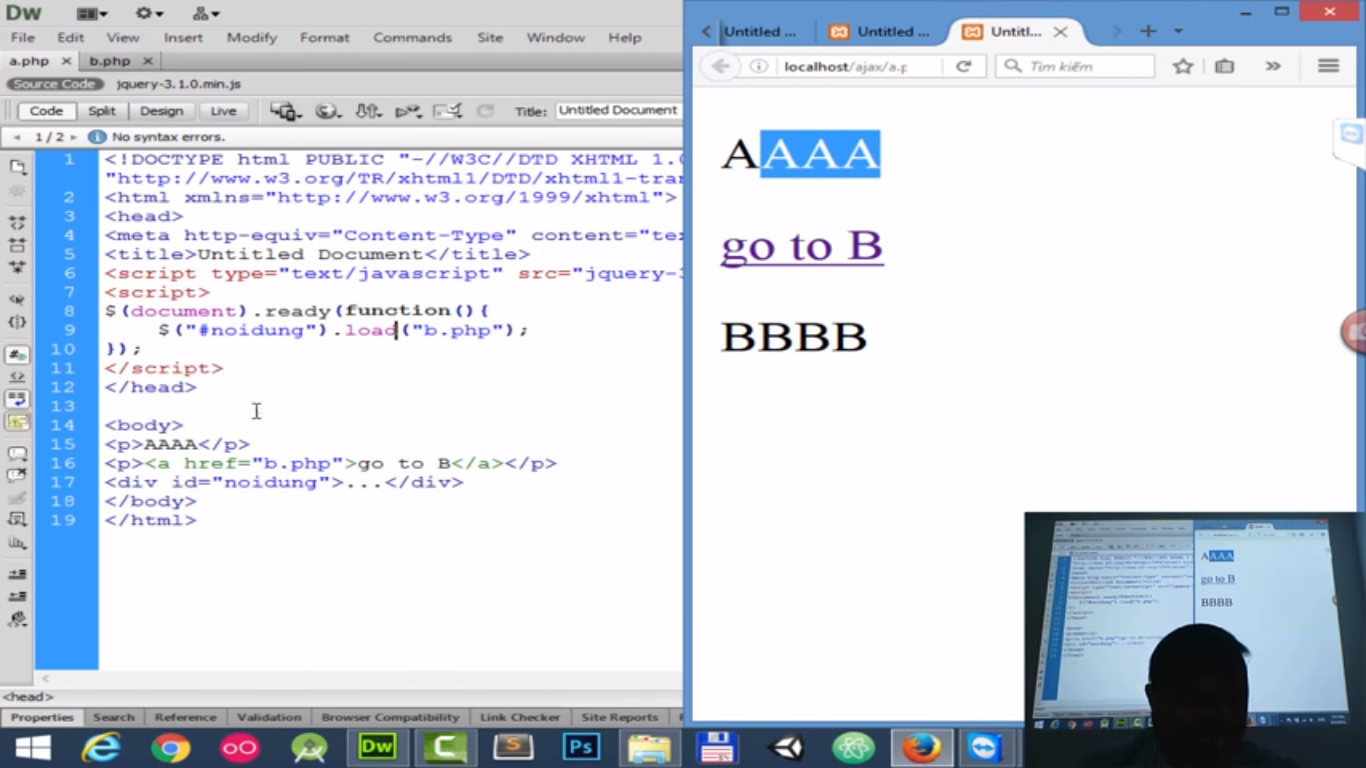 Dw
File Edit View Insert Modify Format Commands Site Window Help
a.php × b.php ×
Source Code jquery-3.1.0.min.js
Code Split Design Live Title: Untitled Document
1 / 2 No syntax errors.
1 <!DOCTYPE html PUBLIC "-//W3C//DTD XHTML 1.0
"http://www.w3.org/TR/xhtml1/DTD/xhtml1-tra
2 <html xmlns="http://www.w3.org/1999/xhtml">
3 <head>
4 <meta http-equiv="Content-Type" content="te
5 <title>Untitled Document</title>
6 <script type="text/javascript" src="jquery-3
7 <script>
8 $(document).ready(function(){
9 $("#noidung").load("b.php");
10 });
11 </script>
12 </head>
13
14 <body>
15 <p>AAAA</p>
16 <p><a href="b.php">go to B</a></p>
17 <div id="noidung">...</div>
18 </body>
19 </html>
<head>
Properties Search Reference Validation Browser Compatibility Link Checker Site Reports
Untitled ... Untitled ... Untitl...
localhost/ajax/a.p Tìm kiếm
AAAA
go to B
BBBB
AAAA
go to B
BBBB
Dw C S Ps